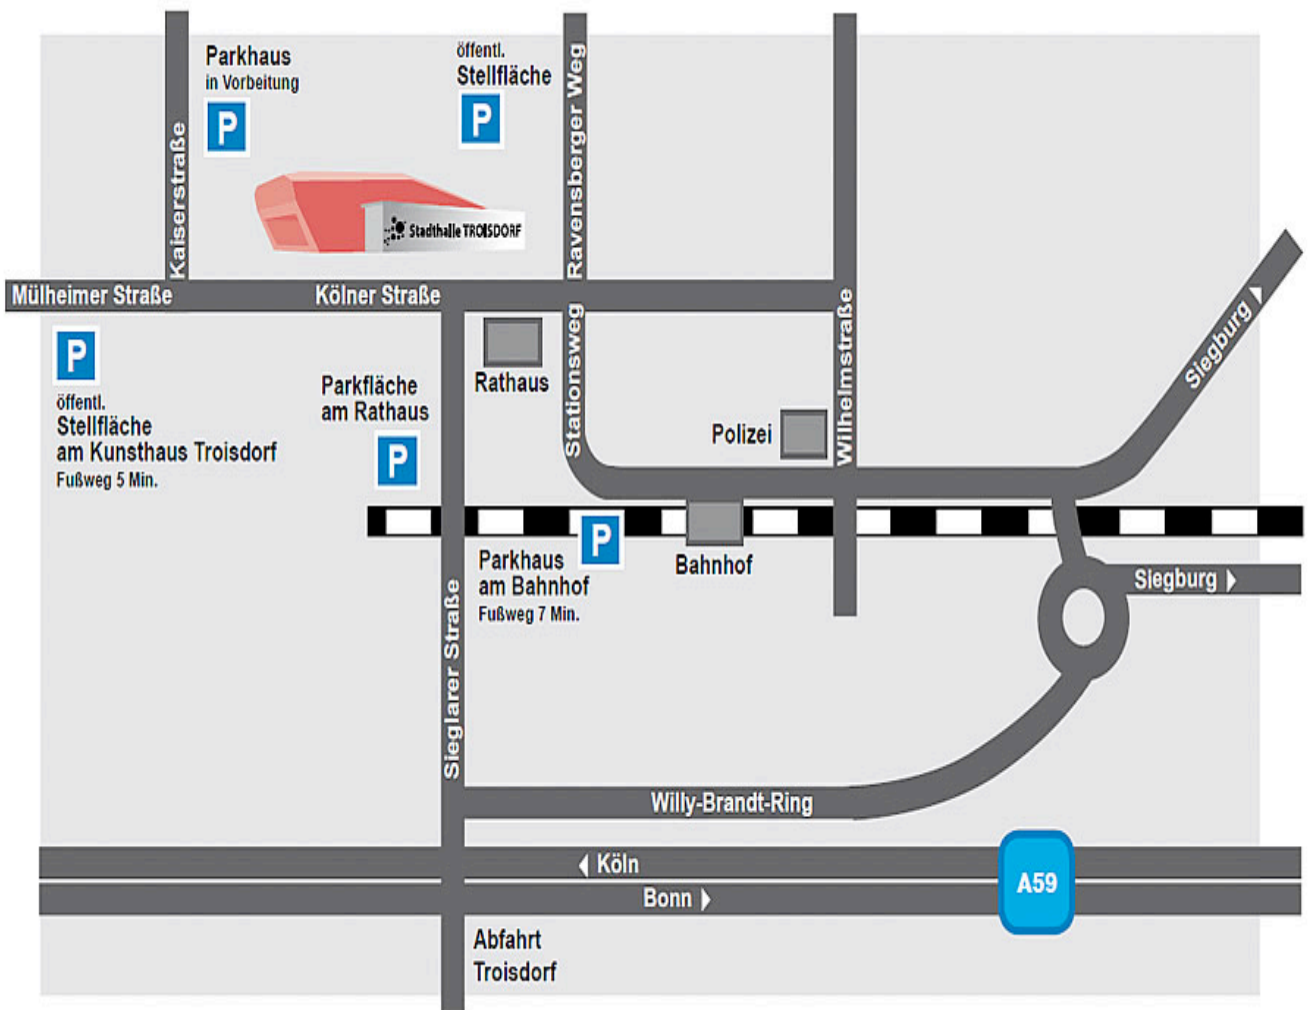 Parkhaus
in Vorbeitung
P
öffentl.
Stellfläche
P
Kaiserstraße
Ravensberger Weg
Stadthalle TROISDORF
Mülheimer Straße
Kölner Straße
P
öffentl.
Stellfläche
am Kunsthaus Troisdorf
Fußweg 5 Min.
Parkfläche
am Rathaus
P
Rathaus
Stationsweg
Polizei
Wilhelmstraße
Siegburg
P
Parkhaus
am Bahnhof
Fußweg 7 Min.
Bahnhof
Siegburg
Sieglarer Straße
Willy-Brandt-Ring
Köln
Bonn
A59
Abfahrt
Troisdorf